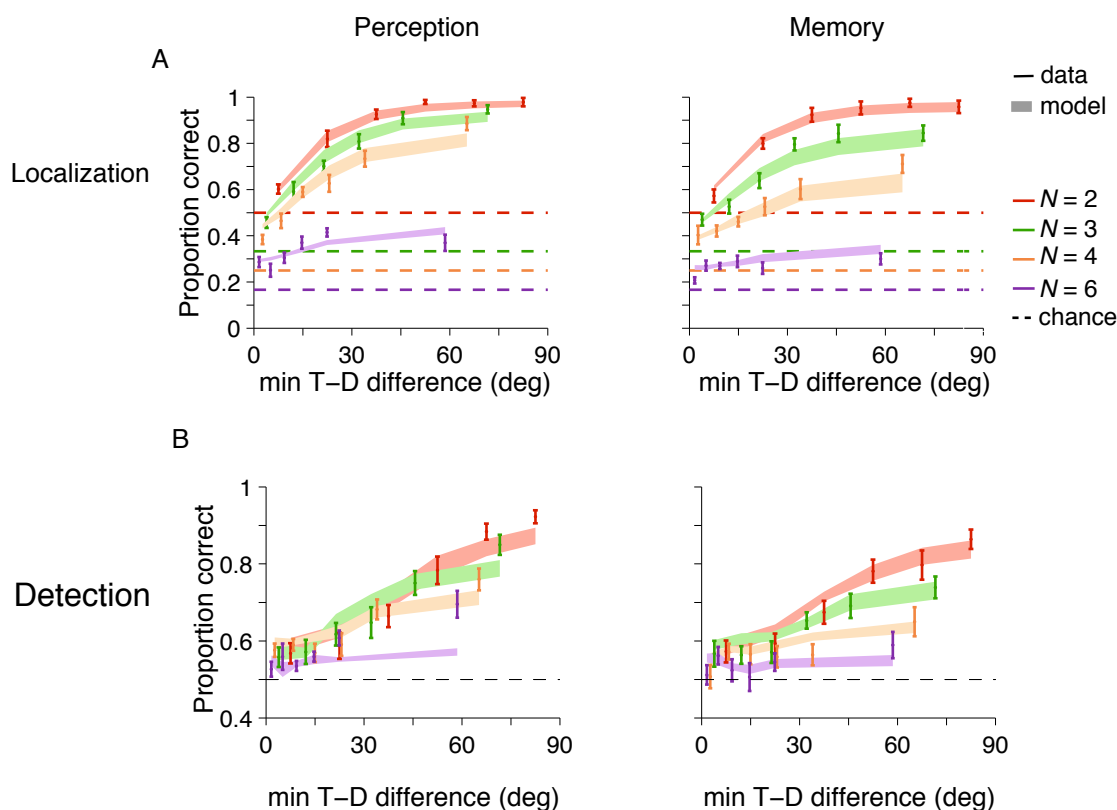 Perception
Memory
A
Localization
Proportion correct
1
0.8
0.6
0.4
0.2
0
0
30
60
90
min T−D difference (deg)
0
30
60
90
min T−D difference (deg)
data
model
N = 2
N = 3
N = 4
N = 6
chance
B
Detection
Proportion correct
1
0.8
0.6
0.4
0
30
60
90
min T−D difference (deg)
0
30
60
90
min T−D difference (deg)